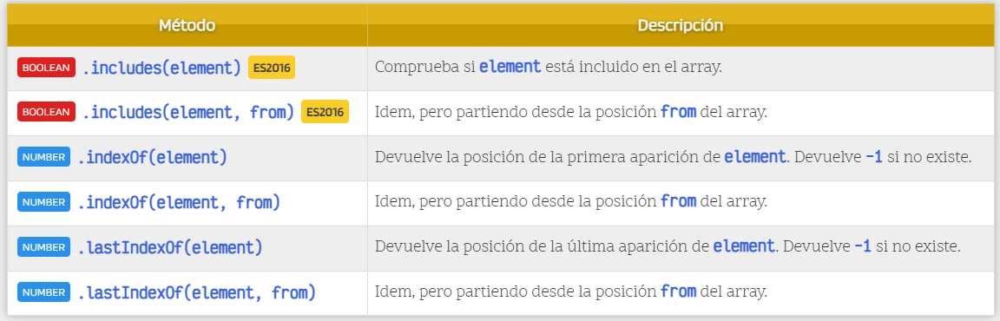 Método Descripción
BOOLEAN .includes(element) ES2016 Comprueba si element está incluido en el array.
BOOLEAN .includes(element, from) ES2016 Idem, pero partiendo desde la posición from del array.
NUMBER .indexOf(element) Devuelve la posición de la primera aparición de element. Devuelve -1 si no existe.
NUMBER .indexOf(element, from) Idem, pero partiendo desde la posición from del array.
NUMBER .lastIndexOf(element) Devuelve la posición de la última aparición de element. Devuelve -1 si no existe.
NUMBER .lastIndexOf(element, from) Idem, pero partiendo desde la posición from del array.